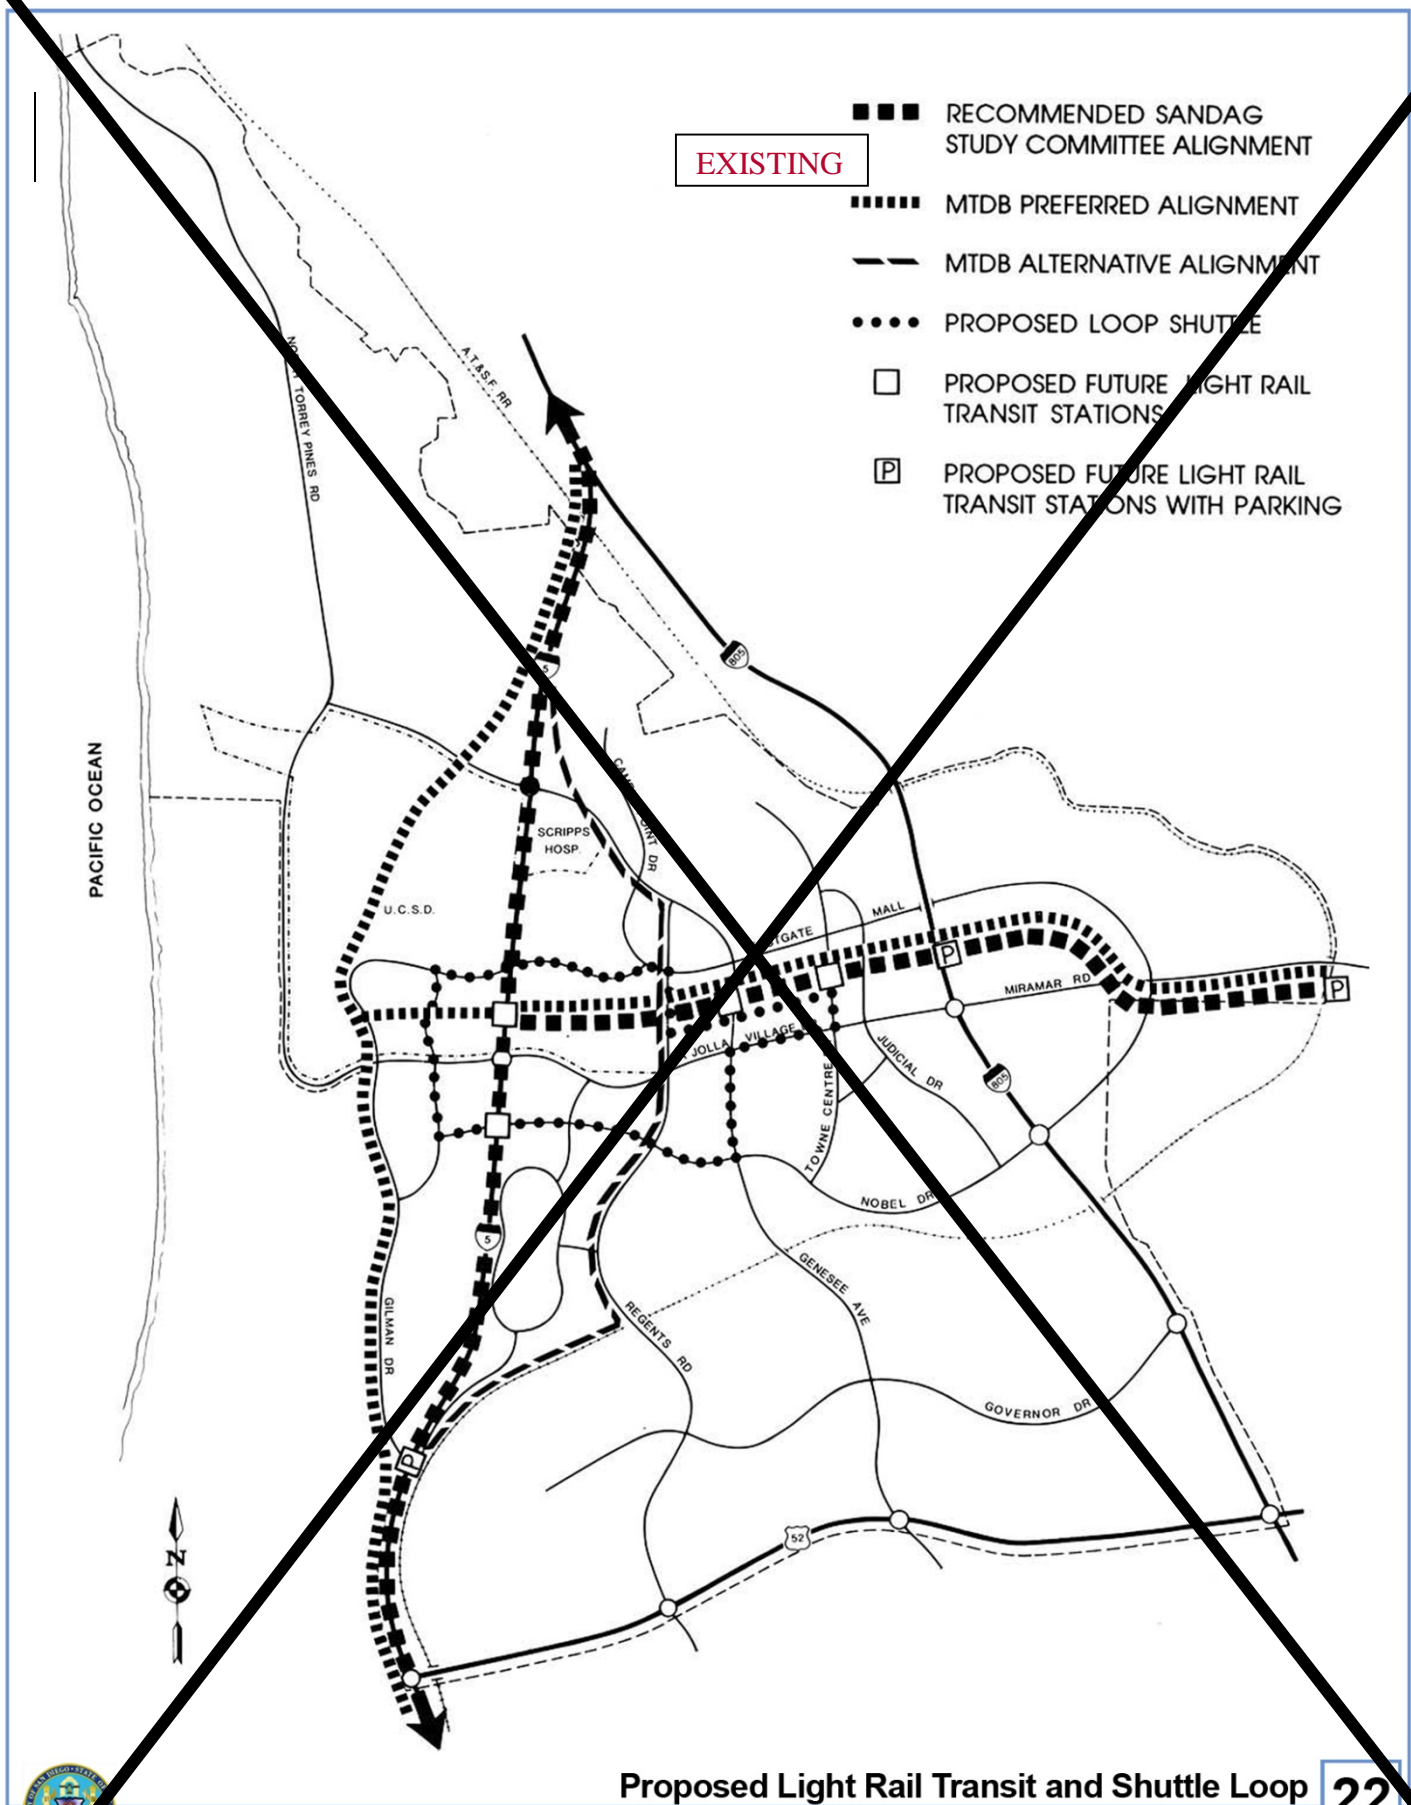 RECOMMENDED SANDAG
STUDY COMMITTEE ALIGNMENT
EXISTING
MTDB PREFERRED ALIGNMENT
MTDB ALTERNATIVE ALIGNMENT
PROPOSED LOOP SHUTTLE
PROPOSED FUTURE LIGHT RAIL
TRANSIT STATIONS
P
PROPOSED FUTURE LIGHT RAIL
TRANSIT STATIONS WITH PARKING
A.T.&S.F. RR
TORREY PINES RD
805
5
PACIFIC OCEAN
DR
SCRIPPS
HOSP.
U.C.S.D.
MALL
P
MIRAMAR RD
P
JOLLA VILLAGE
JUDICIAL DR
805
TOWNE CENTRE
NOBEL DR
5
GENESEE AVE
GILMAN DR
REGENTS RD
GOVERNOR DR
P
52
N
Proposed Light Rail Transit and Shuttle Loop
22